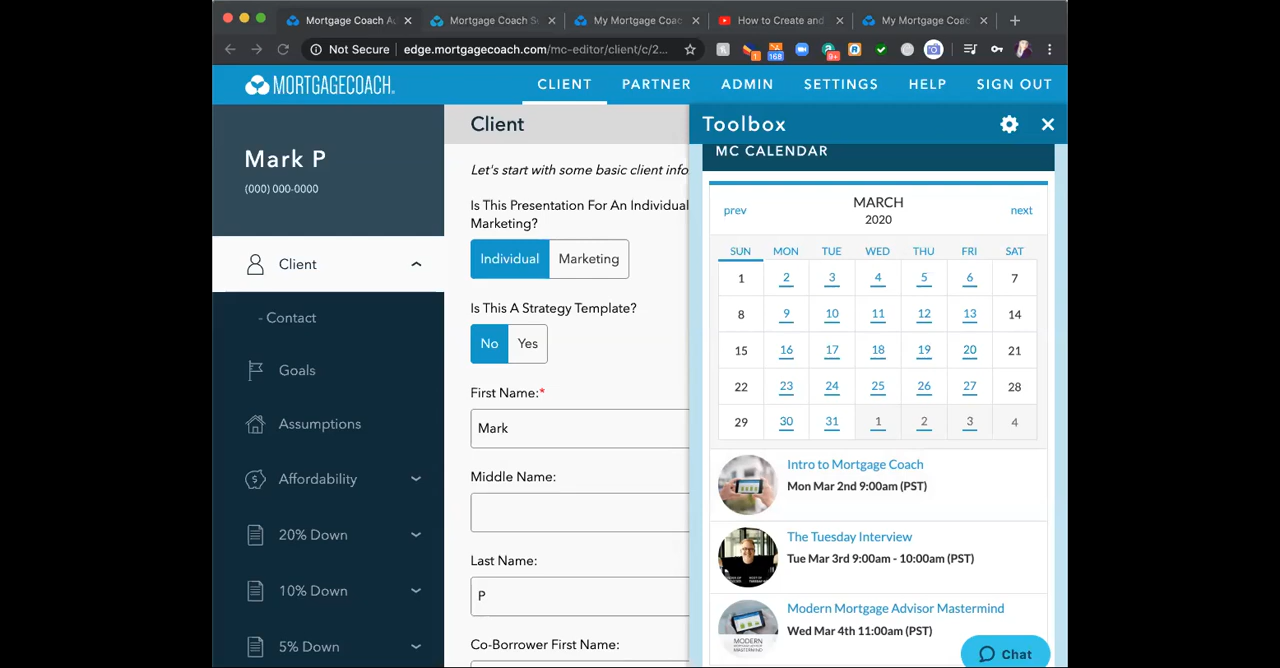 Mortgage Coach A
Mortgage Coach S
My Mortgage Coac
How to Create and
My Mortgage Coac
Not Secure
edge.mortgagecoach.com/mc-editor/client/c/2...
1
168
9+
MORTGAGECOACH.
CLIENT
PARTNER
ADMIN
SETTINGS
HELP
SIGN OUT
Mark P
(000) 000-0000
Client
- Contact
Goals
Assumptions
Affordability
20% Down
10% Down
5% Down
Client
Let's start with some basic client info
Is This Presentation For An Individual
Marketing?
Individual Marketing
Is This A Strategy Template?
No Yes
First Name:*
Mark
Middle Name:
Last Name:
P
Co-Borrower First Name:
Toolbox
MC CALENDAR
prev MARCH next
2020
SUN MON TUE WED THU FRI SAT
1 2 3 4 5 6 7
8 9 10 11 12 13 14
15 16 17 18 19 20 21
22 23 24 25 26 27 28
29 30 31 1 2 3 4
Intro to Mortgage Coach
Mon Mar 2nd 9:00am (PST)
The Tuesday Interview
Tue Mar 3rd 9:00am - 10:00am (PST)
Modern Mortgage Advisor Mastermind
Wed Mar 4th 11:00am (PST)
MODERN
MASTERMIND
Chat